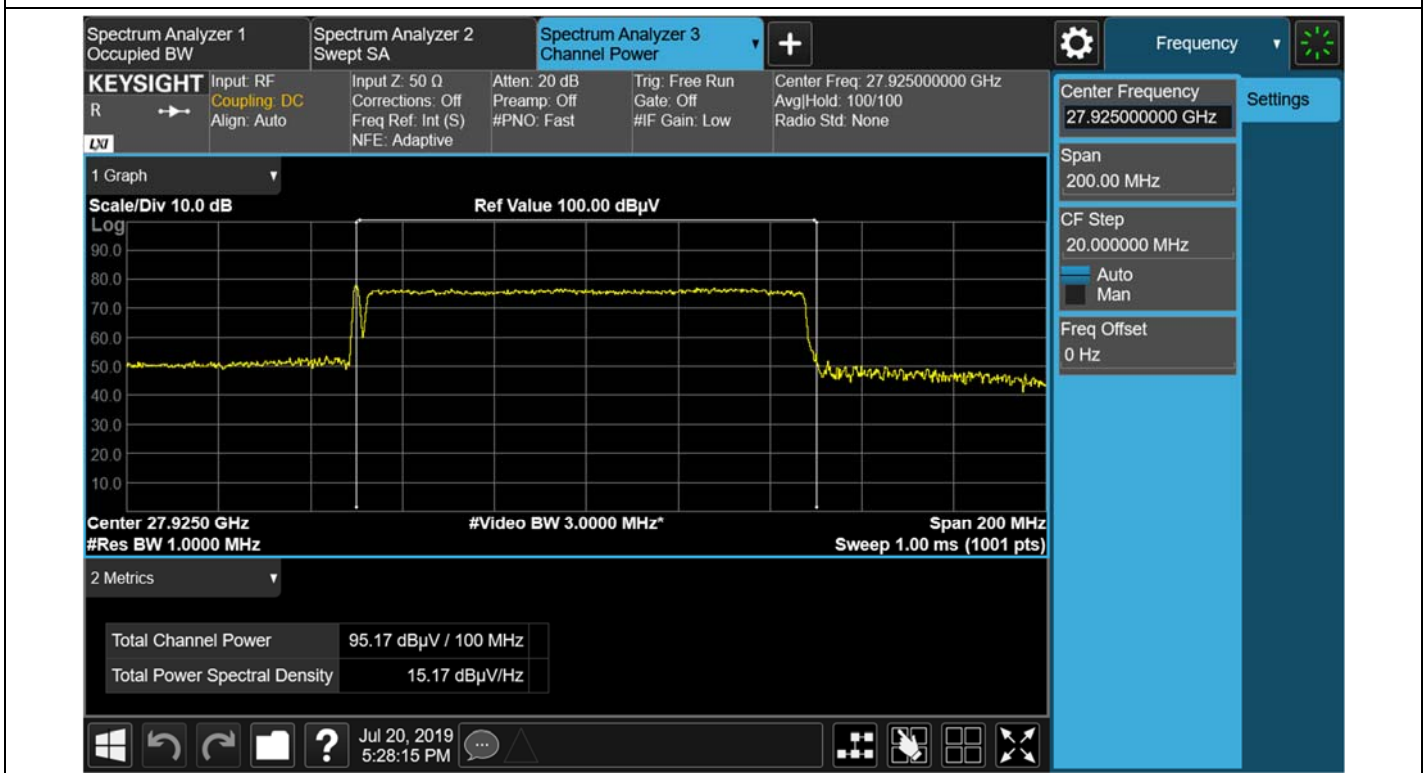 Spectrum Analyzer 1
Occupied BW
Spectrum Analyzer 2
Swept SA
Spectrum Analyzer 3
Channel Power
Frequency
KEYSIGHT
R
LXI
Input: RF
Coupling: DC
Align: Auto
Input Z: 50 Ω
Corrections: Off
Freq Ref: Int (S)
NFE: Adaptive
Atten: 20 dB
Preamp: Off
#PNO: Fast
Trig: Free Run
Gate: Off
#IF Gain: Low
Center Freq: 27.925000000 GHz
Avg|Hold: 100/100
Radio Std: None
Center Frequency
27.925000000 GHz
Settings
Span
200.00 MHz
CF Step
20.000000 MHz
Auto
Man
Freq Offset
0 Hz
1 Graph
Scale/Div 10.0 dB
Ref Value 100.00 dBµV
Log
90.0
80.0
70.0
60.0
50.0
40.0
30.0
20.0
10.0
Center 27.9250 GHz
#Video BW 3.0000 MHz*
Span 200 MHz
#Res BW 1.0000 MHz
Sweep 1.00 ms (1001 pts)
2 Metrics
Total Channel Power 95.17 dBµV / 100 MHz
Total Power Spectral Density 15.17 dBµV/Hz
?
Jul 20, 2019
5:28:15 PM